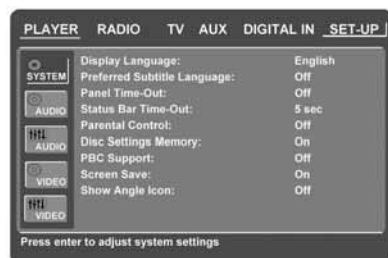 PLAYER RADIO TV AUX DIGITAL IN SET-UP
SYSTEM
AUDIO
AUDIO
VIDEO
VIDEO
Display Language: English
Preferred Subtitle Language: Off
Panel Time-Out: Off
Status Bar Time-Out: 5 sec
Parental Control: Off
Disc Settings Memory: On
PBC Support: Off
Screen Save: On
Show Angle Icon: Off
Press enter to adjust system settings